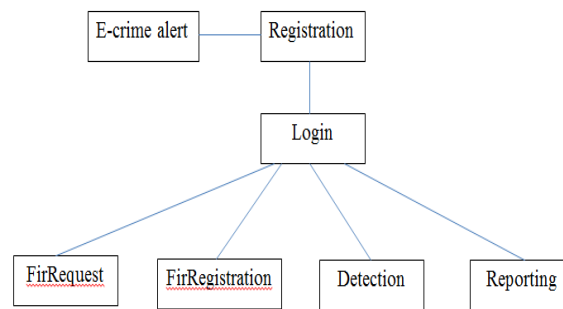 E-crime alert
Registration
Login
FirRequest
FirRegistration
Detection
Reporting